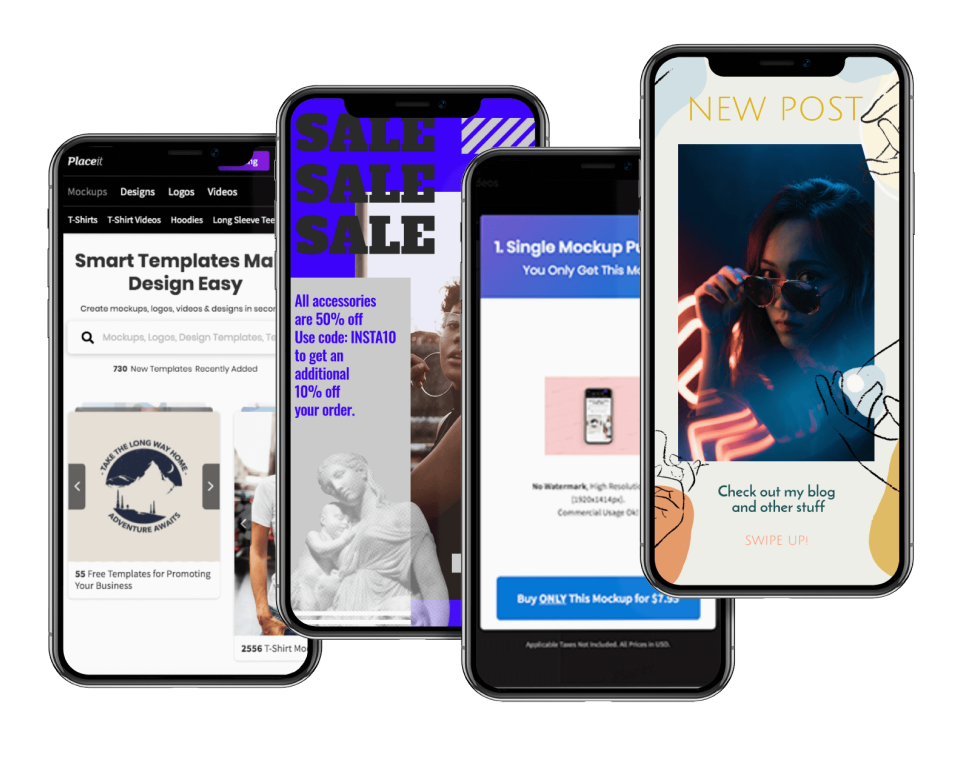 Placeit
Mockups Designs Logos Videos
T-Shirts T-Shirt Videos Hoodies Long Sleeve Tee
Smart Templates Ma
Design Easy
Create mockups, logos, videos & designs in secon
Mockups, Logos, Design Templates, Te
730 New Templates Recently Added
TAKE THE LONG WAY HOME
ADVENTURE AWAITS
55 Free Templates for Promoting
Your Business
2556 T-Shirt Mo
SALE
SALE
SALE
All accessories
are 50% off
Use code: INSTA10
to get an
additional
10% off
your order.
deos
1. Single Mockup Pu
You Only Get This Mo
No Watermark, High Resolutio
(1920x1414px).
Commercial Usage Ok!
Buy ONLY This Mockup for $7.95
Applicable Taxes Not Included. All Prices in USD.
NEW POST
Check out my blog
and other stuff
SWIPE UP!